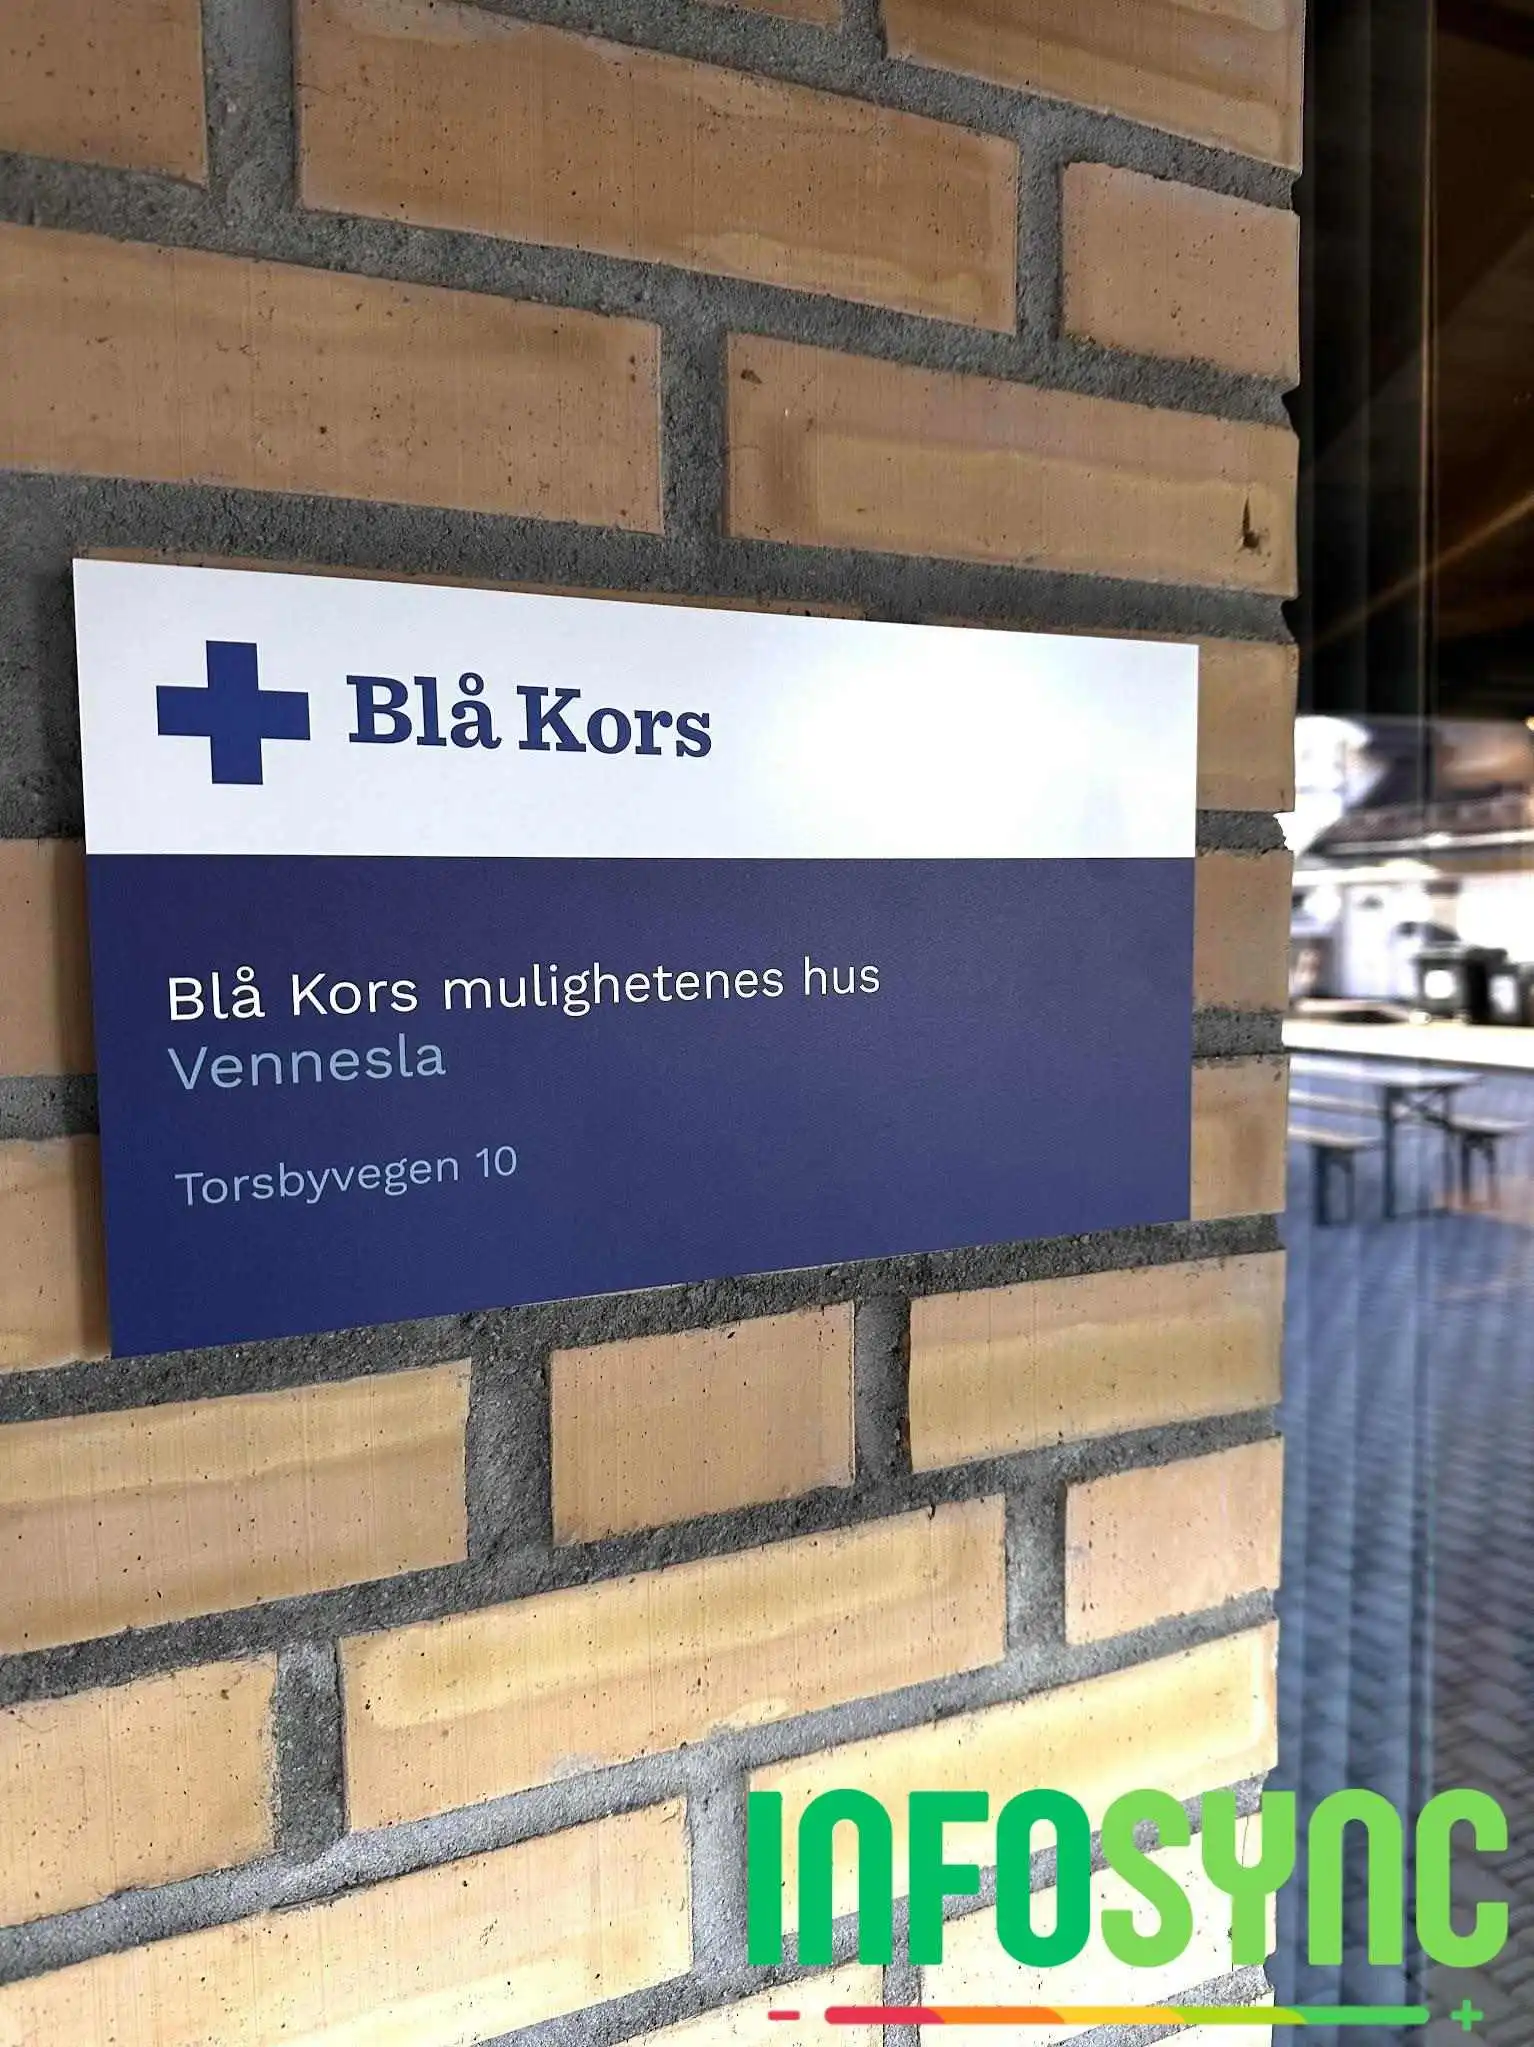 Blå Kors
Blå Kors mulighetenes hus
Vennesla
Torsbyvegen 10
INFOSYNC
- +